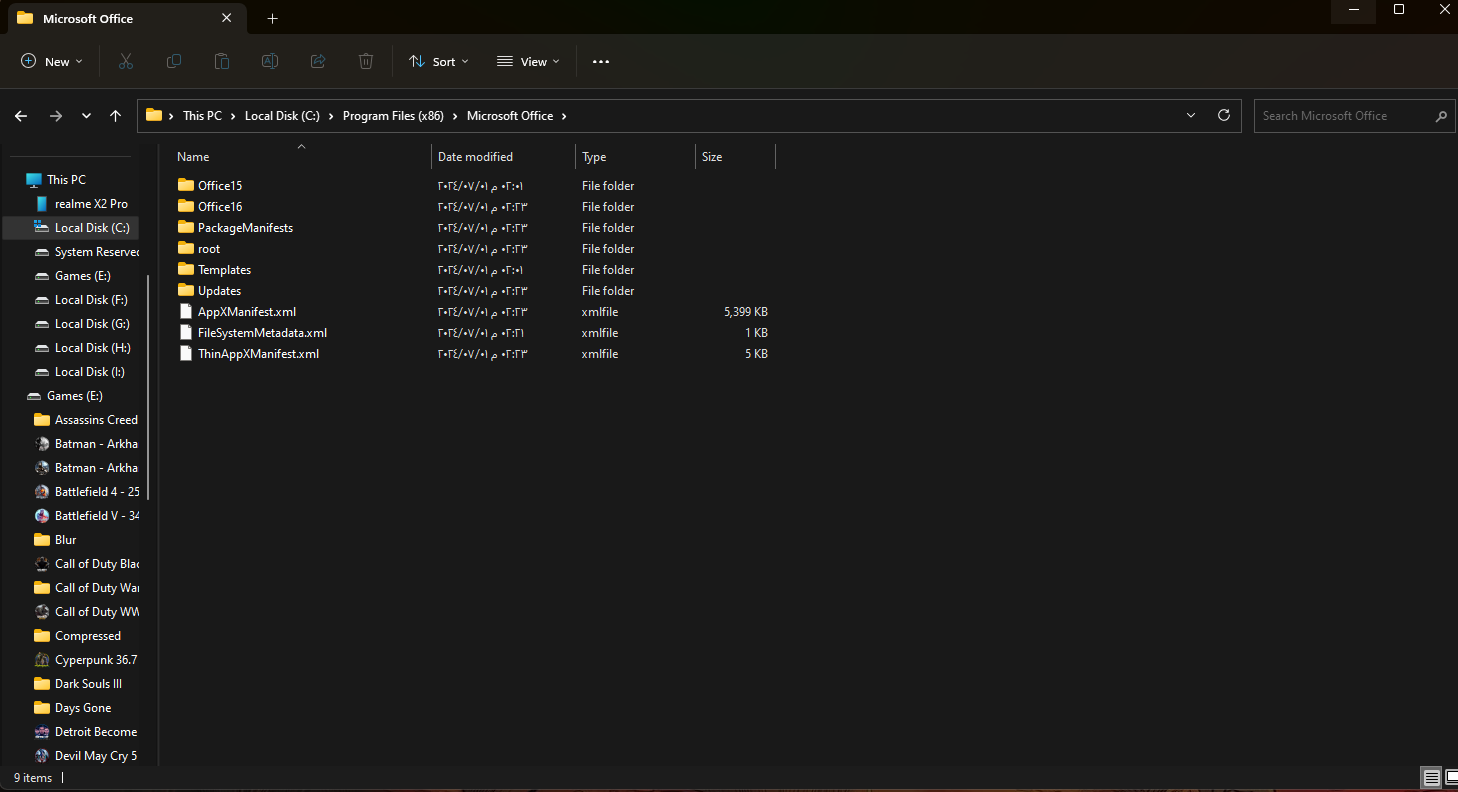 Microsoft Office
New
Sort
View
This PC
Local Disk (C:)
Program Files (x86)
Microsoft Office
Search Microsoft Office
Name
Date modified
Type
Size
Office15 ٢٠٢٤/٠٧/٠١ ٠٢:٠١ م File folder
Office16 ٢٠٢٤/٠٧/٠١ ٠٢:٢٣ م File folder
PackageManifests ٢٠٢٤/٠٧/٠١ ٠٢:٢٣ م File folder
root ٢٠٢٤/٠٧/٠١ ٠٢:٢٣ م File folder
Templates ٢٠٢٤/٠٧/٠١ ٠٢:٠١ م File folder
Updates ٢٠٢٤/٠٧/٠١ ٠٢:٢٣ م File folder
AppXManifest.xml ٢٠٢٤/٠٧/٠١ ٠٢:٢٣ م xmlfile 5,399 KB
FileSystemMetadata.xml ٢٠٢٤/٠٧/٠١ ٠٢:٢١ م xmlfile 1 KB
ThinAppXManifest.xml ٢٠٢٤/٠٧/٠١ ٠٢:٢٣ م xmlfile 5 KB
This PC
realme X2 Pro
Local Disk (C:)
System Reserved
Games (E:)
Local Disk (F:)
Local Disk (G:)
Local Disk (H:)
Local Disk (I:)
Games (E:)
Assassins Creed
Batman - Arkha
Batman - Arkha
Battlefield 4 - 25
Battlefield V - 34
Blur
Call of Duty Blac
Call of Duty War
Call of Duty WW
Compressed
Cyperpunk 36.7
Dark Souls III
Days Gone
Detroit Become
Devil May Cry 5
9 items